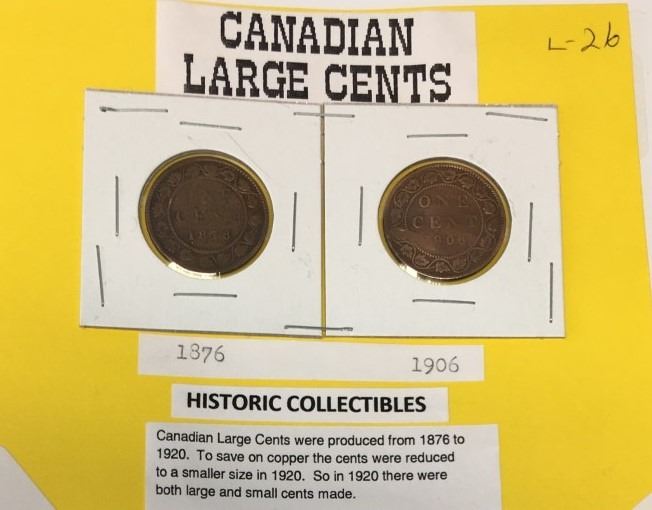 CANADIAN
LARGE CENTS
L-26
CENT
ONE
CENT
1876
1906
HISTORIC COLLECTIBLES
Canadian Large Cents were produced from 1876 to
1920. To save on copper the cents were reduced
to a smaller size in 1920. So in 1920 there were
both large and small cents made.